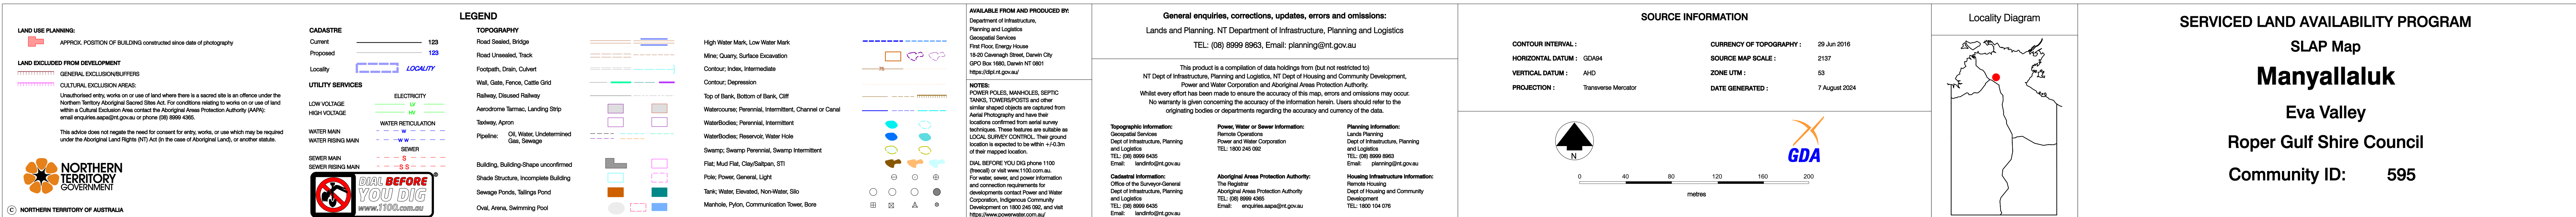 LAND USE PLANNING:
APPROX. POSITION OF BUILDING constructed since date of photography
LAND EXCLUDED FROM DEVELOPMENT
GENERAL EXCLUSION/BUFFERS
CULTURAL EXCLUSION AREAS:
Unauthorised entry, works on or use of land where there is a sacred site is an offence under the
Northern Territory Aboriginal Sacred Sites Act. For conditions relating to works on or use of land
within a Cultural Exclusion Area contact the Aboriginal Areas Protection Authority (AAPA):
email enquiries.aapa@nt.gov.au or phone (08) 8999 4365.
This advice does not negate the need for consent for entry, works, or use which may be required
under the Aboriginal Land Rights (NT) Act (in the case of Aboriginal Land), or another statute.
NORTHERN
TERRITORY
GOVERNMENT
C NORTHERN TERRITORY OF AUSTRALIA
LEGEND
CADASTRE
Current 123
Proposed 123
Locality LOCALITY
UTILITY SERVICES
ELECTRICITY
LOW VOLTAGE LV
HIGH VOLTAGE HV
WATER RETICULATION
WATER MAIN W
WATER RISING MAIN W W
SEWER
SEWER MAIN S
SEWER RISING MAIN S S
DIAL BEFORE
YOU DIG
www.1100.com.au
TOPOGRAPHY
Road Sealed, Bridge
Road Unsealed, Track
Footpath, Drain, Culvert
Wall, Gate, Fence, Cattle Grid
Railway, Disused Railway
Aerodrome Tarmac, Landing Strip
Taxiway, Apron
Pipeline: Oil, Water, Undetermined
Gas, Sewage
Building, Building-Shape unconfirmed
Shade Structure, Incomplete Building
Sewage Ponds, Tailings Pond
Oval, Arena, Swimming Pool
High Water Mark, Low Water Mark
Mine; Quarry, Surface Excavation
Contour; Index, Intermediate 75
Contour; Depression
Top of Bank, Bottom of Bank, Cliff
Watercourse; Perennial, Intermittent, Channel or Canal
WaterBodies; Perennial, Intermittent
WaterBodies; Reservoir, Water Hole
Swamp; Swamp Perennial, Swamp Intermittent
Flat; Mud Flat, Clay/Saltpan, STI
Pole; Power, General, Light
Tank; Water, Elevated, Non-Water, Silo
Manhole, Pylon, Communication Tower, Bore
AVAILABLE FROM AND PRODUCED BY:
Department of Infrastructure,
Planning and Logistics
Geospatial Services
First Floor, Energy House
18-20 Cavenagh Street, Darwin City
GPO Box 1680, Darwin NT 0801
https://dipl.nt.gov.au/
NOTES:
POWER POLES, MANHOLES, SEPTIC
TANKS, TOWERS/POSTS and other
similar shaped objects are captured from
Aerial Photography and have their
locations confirmed from aerial survey
techniques. These features are suitable as
LOCAL SURVEY CONTROL. Their ground
location is expected to be within +/-0.3m
of their mapped location.
DIAL BEFORE YOU DIG phone 1100
(freecall) or visit www.1100.com.au.
For water, sewer, and power information
and connection requirements for
developments contact Power and Water
Corporation, Indigenous Community
Development on 1800 245 092, and visit
https://www.powerwater.com.au/
General enquiries, corrections, updates, errors and omissions:
Lands and Planning. NT Department of Infrastructure, Planning and Logistics
TEL: (08) 8999 8963, Email: planning@nt.gov.au
This product is a compilation of data holdings from (but not restricted to)
NT Dept of Infrastructure, Planning and Logistics, NT Dept of Housing and Community Development,
Power and Water Corporation and Aboriginal Areas Protection Authority.
Whilst every effort has been made to ensure the accuracy of this map, errors and omissions may occur.
No warranty is given concerning the accuracy of the information herein. Users should refer to the
originating bodies or departments regarding the accuracy and currency of the data.
Topographic Information:
Geospatial Services
Dept of Infrastructure, Planning
and Logistics
TEL: (08) 8999 6435
Email: landinfo@nt.gov.au
Power, Water or Sewer Information:
Remote Operations
Power and Water Corporation
TEL: 1800 245 092
Planning Information:
Lands Planning
Dept of Infrastructure, Planning
and Logistics
TEL: (08) 8999 8963
Email: planning@nt.gov.au
Cadastral Information:
Office of the Surveyor-General
Dept of Infrastructure, Planning
and Logistics
TEL: (08) 8999 6435
Email: landinfo@nt.gov.au
Aboriginal Areas Protection Authority:
The Registrar
Aboriginal Areas Protection Authority
TEL: (08) 8999 4365
Email: enquiries.aapa@nt.gov.au
Housing Infrastructure Information:
Remote Housing
Dept of Housing and Community
Development
TEL: 1800 104 076
SOURCE INFORMATION
CONTOUR INTERVAL :
HORIZONTAL DATUM : GDA94
VERTICAL DATUM : AHD
PROJECTION : Transverse Mercator
CURRENCY OF TOPOGRAPHY : 29 Jun 2016
SOURCE MAP SCALE : 2137
ZONE UTM : 53
DATE GENERATED : 7 August 2024
N
GDA
0 40 80 120 160 200
metres
Locality Diagram
SERVICED LAND AVAILABILITY PROGRAM
SLAP Map
Manyallaluk
Eva Valley
Roper Gulf Shire Council
Community ID: 595